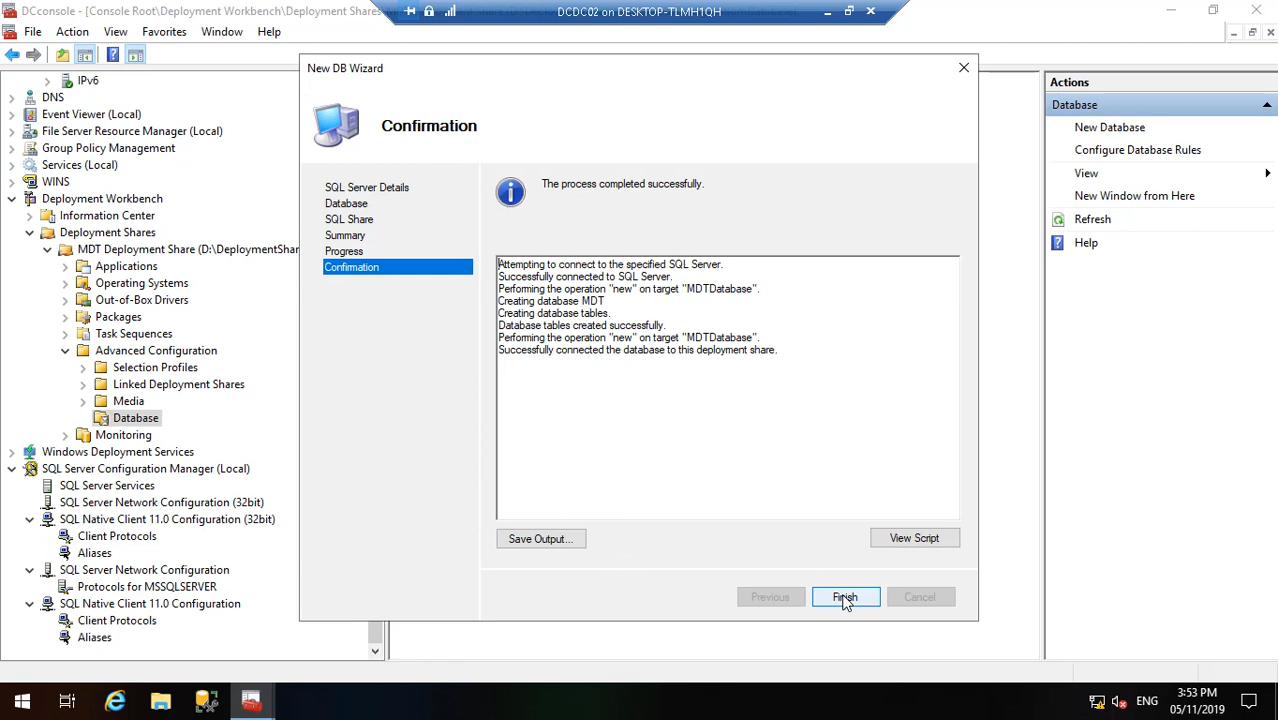 DCconsole - [Console Root\Deployment Workbench\Deployment Shares
DCDC02 on DESKTOP-TLMH1QH
File Action View Favorites Window Help
IPv6
DNS
Event Viewer (Local)
File Server Resource Manager (Local)
Group Policy Management
Services (Local)
WINS
Deployment Workbench
Information Center
Deployment Shares
MDT Deployment Share (D:\DeploymentShar
Applications
Operating Systems
Out-of-Box Drivers
Packages
Task Sequences
Advanced Configuration
Selection Profiles
Linked Deployment Shares
Media
Database
Monitoring
Windows Deployment Services
SQL Server Configuration Manager (Local)
SQL Server Services
SQL Server Network Configuration (32bit)
SQL Native Client 11.0 Configuration (32bit)
Client Protocols
Aliases
SQL Server Network Configuration
Protocols for MSSQLSERVER
SQL Native Client 11.0 Configuration
Client Protocols
Aliases
New DB Wizard
Confirmation
SQL Server Details
Database
SQL Share
Summary
Progress
Confirmation
The process completed successfully.
Attempting to connect to the specified SQL Server.
Successfully connected to SQL Server.
Performing the operation "new" on target "MDTDatabase".
Creating database MDT
Creating database tables.
Database tables created successfully.
Performing the operation "new" on target "MDTDatabase".
Successfully connected the database to this deployment share.
Save Output...
View Script
Previous
Finish
Cancel
Actions
Database
New Database
Configure Database Rules
View
New Window from Here
Refresh
Help
ENG
3:53 PM
05/11/2019